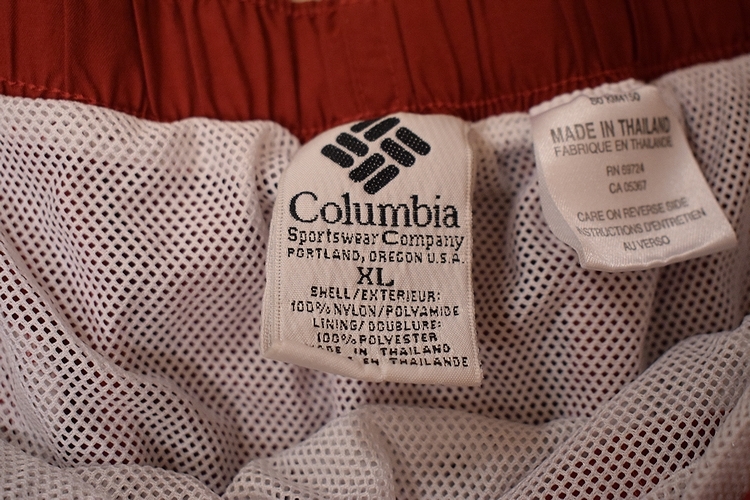 Columbia
Sportswear Company
PORTLAND, OREGON U.S.A.
XL
SHELL/EXTERIEUR:
100% NYLON/POLYAMIDE
LINING/DOUBLURE:
100% POLYESTER
MADE IN THAILAND
EN THAILANDE
MADE IN THAILAND
FABRIQUE EN THAILANDE
RN 69724
CA 05367
CARE ON REVERSE SIDE
INSTRUCTIONS D'ENTRETIEN
AU VERSO